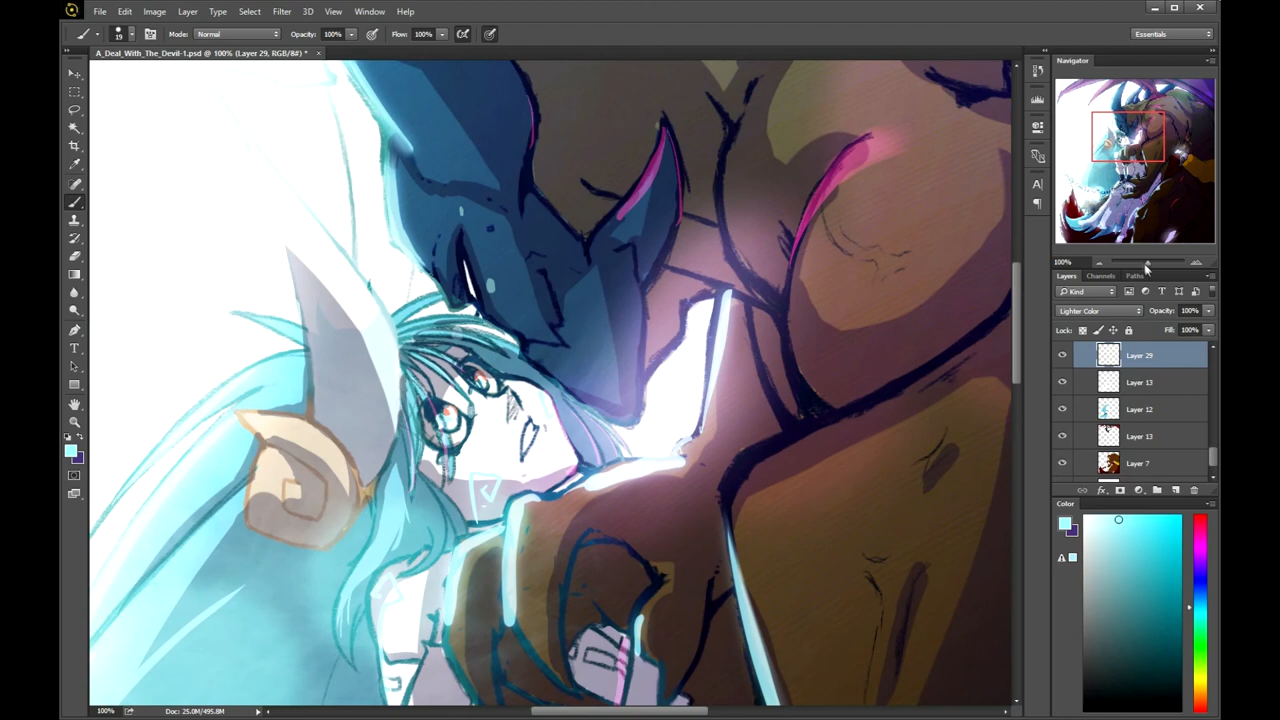 File Edit Image Layer Type Select Filter 3D View Window Help
19 Mode: Normal Opacity: 100% Flow: 100% Essentials
A_Deal_With_The_Devil-1.psd @ 100% (Layer 29, RGB/8#) * ×
Navigator
100%
Layers Channels Paths
Kind
Lighter Color Opacity: 100%
Lock: Fill: 100%
Layer 29
Layer 13
Layer 12
Layer 13
Layer 7
Color
100% Doc: 25.0M/495.8M